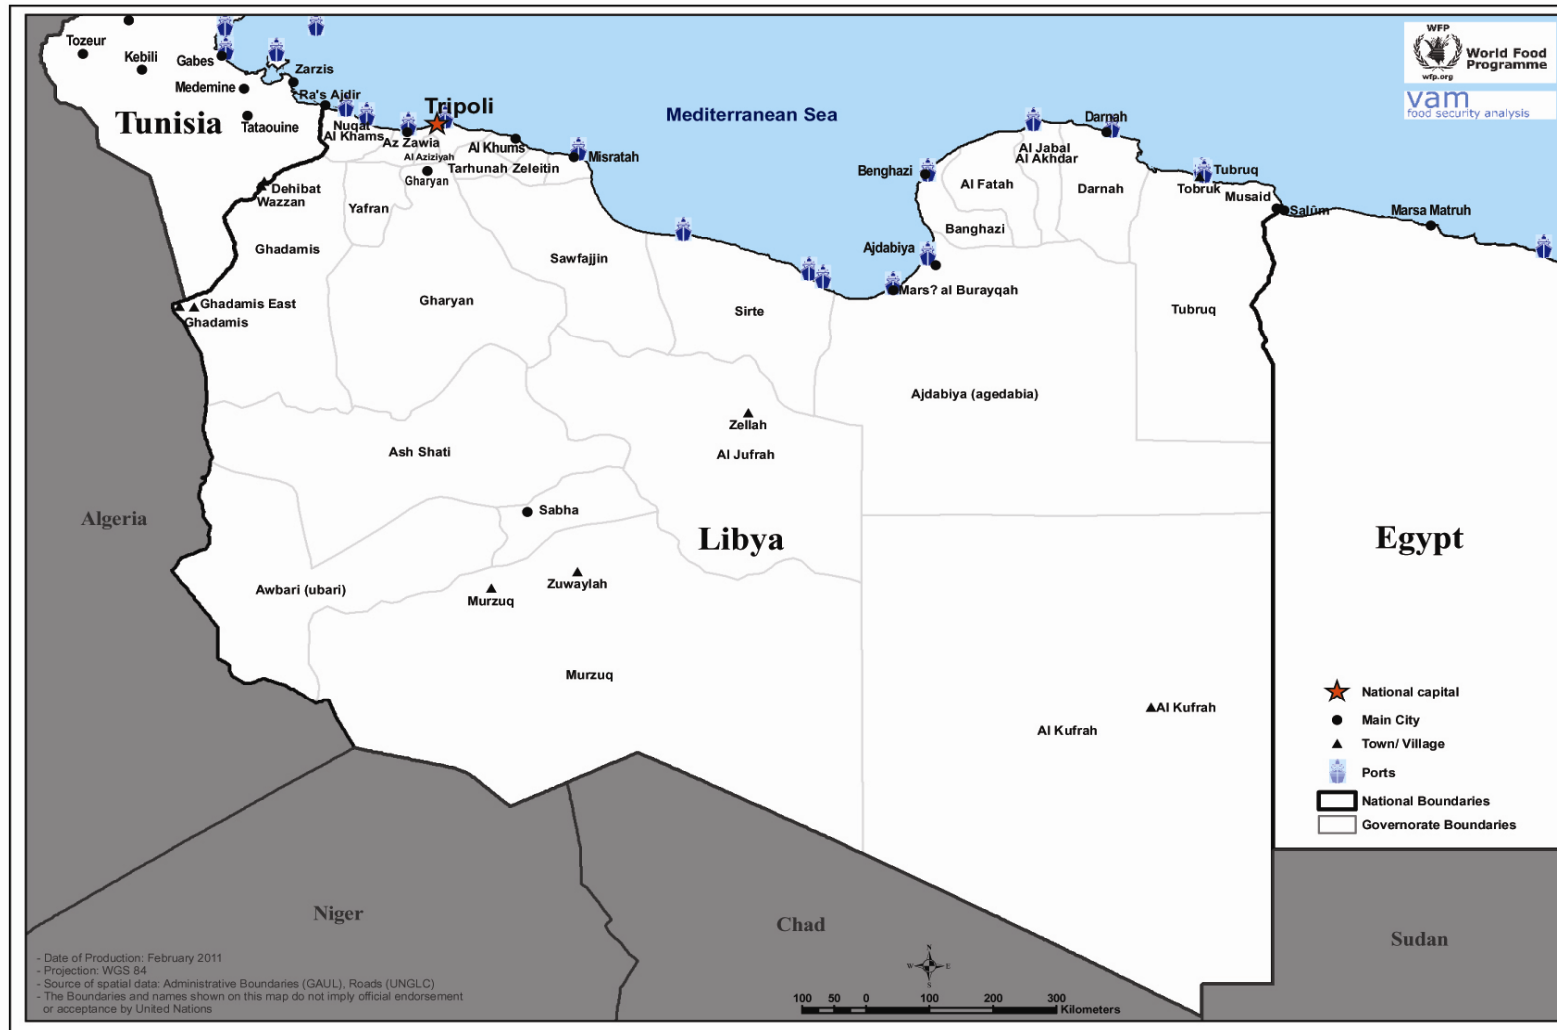 WFP
wfp.org
World Food
Programme
vam
food security analysis
Tozeur
Kebili
Gabes
Zarzis
Medemine
Ra's Ajdir
Tataouine
Tunisia
Tripoli
Mediterranean Sea
Nuqat
Al Khams
Az Zawia
Al Aziziyah
Al Khums
Misratah
Gharyan
Tarhunah
Zeleitin
Dehibat
Wazzan
Yafran
Ghadamis
Ghadamis East
Ghadamis
Gharyan
Sawfajjin
Sirte
Benghazi
Al Fatah
Al Jabal
Al Akhdar
Darnah
Darnah
Banghazi
Ajdabiya
Mars? al Burayqah
Tubruq
Tobruk
Musaid
Salûm
Marsa Matruh
Tubruq
Ajdabiya (agedabia)
Zellah
Al Jufrah
Ash Shati
Sabha
Algeria
Libya
Egypt
Awbari (ubari)
Murzuq
Zuwaylah
Murzuq
Al Kufrah
Al Kufrah
National capital
Main City
Town/ Village
Ports
National Boundaries
Governorate Boundaries
Niger
Chad
Sudan
- Date of Production: February 2011
- Projection: WGS 84
- Source of spatial data: Administrative Boundaries (GAUL), Roads (UNGLC)
- The Boundaries and names shown on this map do not imply official endorsement
or acceptance by United Nations
N
W E
S
100 50 0 100 200 300
Kilometers